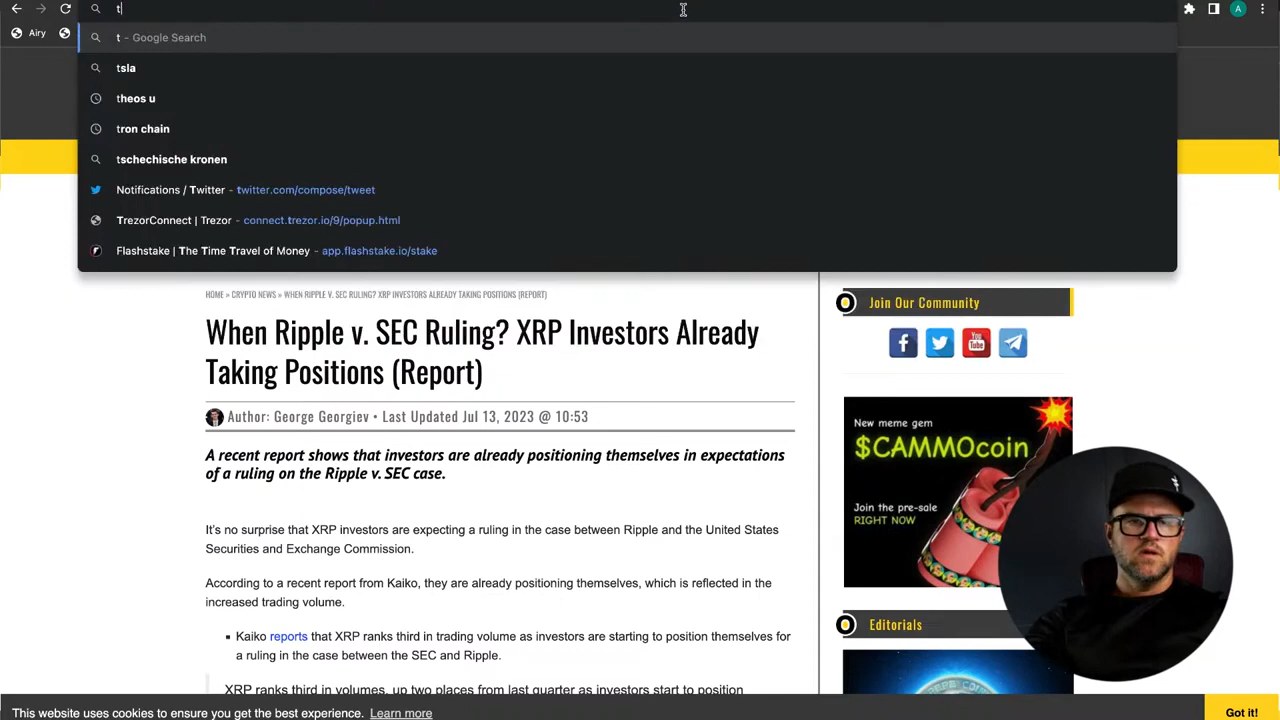 t
A
Airy
t - Google Search
tsla
theos u
tron chain
tschechische kronen
Notifications / Twitter - twitter.com/compose/tweet
TrezorConnect | Trezor - connect.trezor.io/9/popup.html
Flashstake | The Time Travel of Money - app.flashstake.io/stake
HOME » CRYPTO NEWS » WHEN RIPPLE V. SEC RULING? XRP INVESTORS ALREADY TAKING POSITIONS (REPORT)
When Ripple v. SEC Ruling? XRP Investors Already
Taking Positions (Report)
Author: George Georgiev • Last Updated Jul 13, 2023 @ 10:53
A recent report shows that investors are already positioning themselves in expectations
of a ruling on the Ripple v. SEC case.
It's no surprise that XRP investors are expecting a ruling in the case between Ripple and the United States
Securities and Exchange Commission.
According to a recent report from Kaiko, they are already positioning themselves, which is reflected in the
increased trading volume.
▪ Kaiko reports that XRP ranks third in trading volume as investors are starting to position themselves for
a ruling in the case between the SEC and Ripple.
XRP ranks third in volumes, up two places from last quarter as investors start to position
Join Our Community
You
Tube
New meme gem
$CAMMOcoin
Join the pre-sale
RIGHT NOW
Editorials
This website uses cookies to ensure you get the best experience. Learn more
Got it!